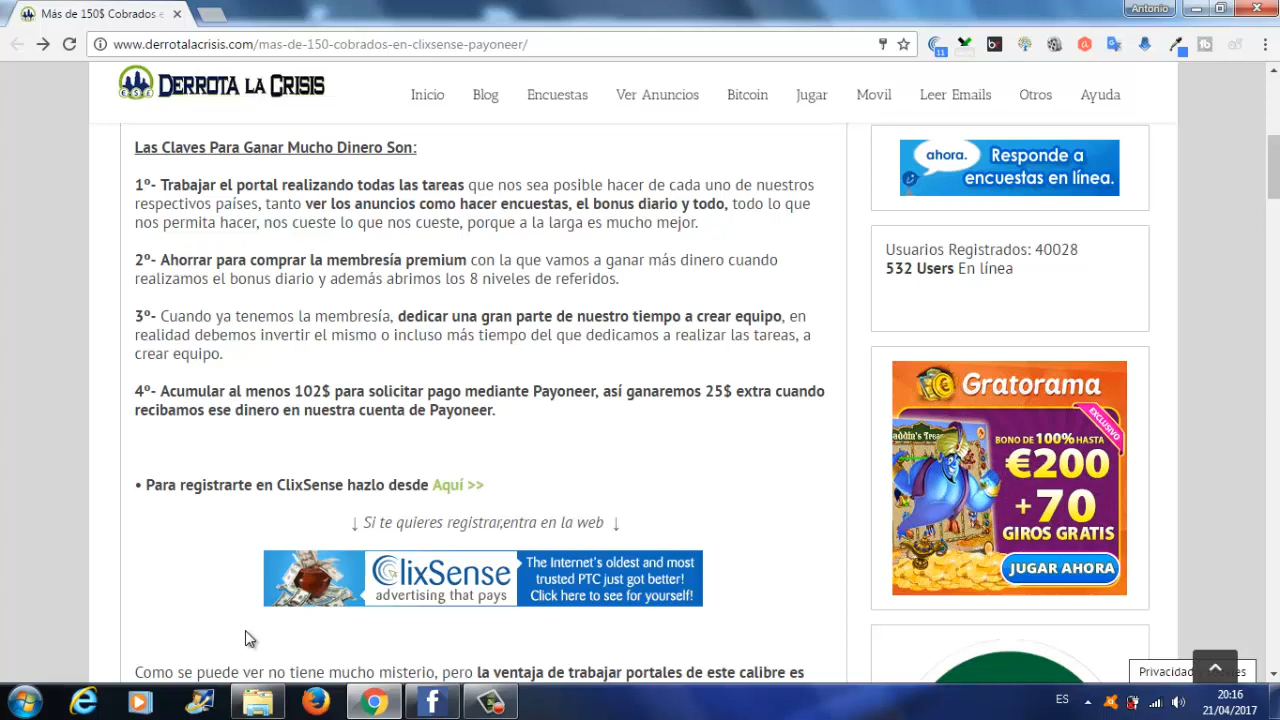 Más de 150$ Cobrados e
Antonio
www.derrotalacrisis.com/mas-de-150-cobrados-en-clixsense-payoneer/
11
DERROTA LA CRISIS
Inicio
Blog
Encuestas
Ver Anuncios
Bitcoin
Jugar
Movil
Leer Emails
Otros
Ayuda
Las Claves Para Ganar Mucho Dinero Son:
1º- Trabajar el portal realizando todas las tareas que nos sea posible hacer de cada uno de nuestros
respectivos países, tanto ver los anuncios como hacer encuestas, el bonus diario y todo, todo lo que
nos permita hacer, nos cueste lo que nos cueste, porque a la larga es mucho mejor.
2º- Ahorrar para comprar la membresía premium con la que vamos a ganar más dinero cuando
realizamos el bonus diario y además abrimos los 8 niveles de referidos.
3º- Cuando ya tenemos la membresía, dedicar una gran parte de nuestro tiempo a crear equipo, en
realidad debemos invertir el mismo o incluso más tiempo del que dedicamos a realizar las tareas, a
crear equipo.
4º- Acumular al menos 102$ para solicitar pago mediante Payoneer, así ganaremos 25$ extra cuando
recibamos ese dinero en nuestra cuenta de Payoneer.
• Para registrarte en ClixSense hazlo desde Aquí >>
↓ Si te quieres registrar,entra en la web ↓
ClixSense
advertising that pays
The Internet's oldest and most
trusted PTC just got better!
Click here to see for yourself!
Como se puede ver no tiene mucho misterio, pero la ventaja de trabajar portales de este calibre es
ahora.
Responde a
encuestas en línea.
Usuarios Registrados: 40028
532 Users En línea
Gratorama
EXCLUSIVO
BONO DE 100% HASTA
€200
+70
GIROS GRATIS
JUGAR AHORA
ES
20:16
21/04/2017